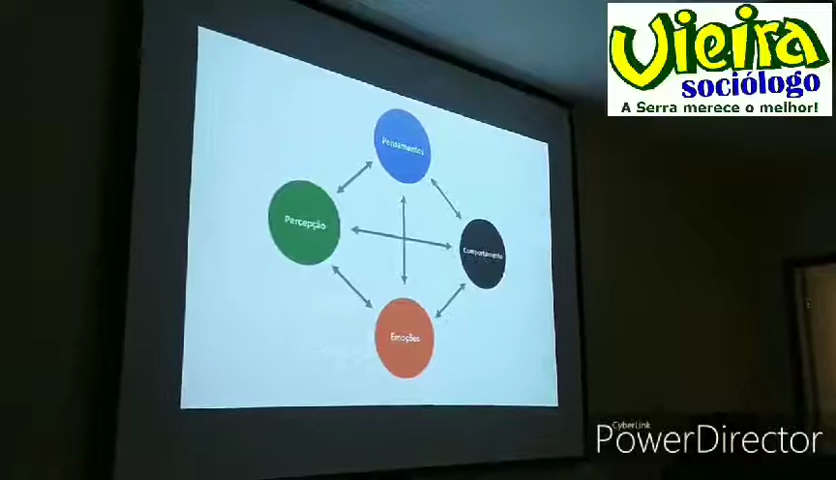 Vieira
sociólogo
A Serra merece o melhor!
Pensamentos
Percepção
Comportamento
Emoções
CyberLink
PowerDirector